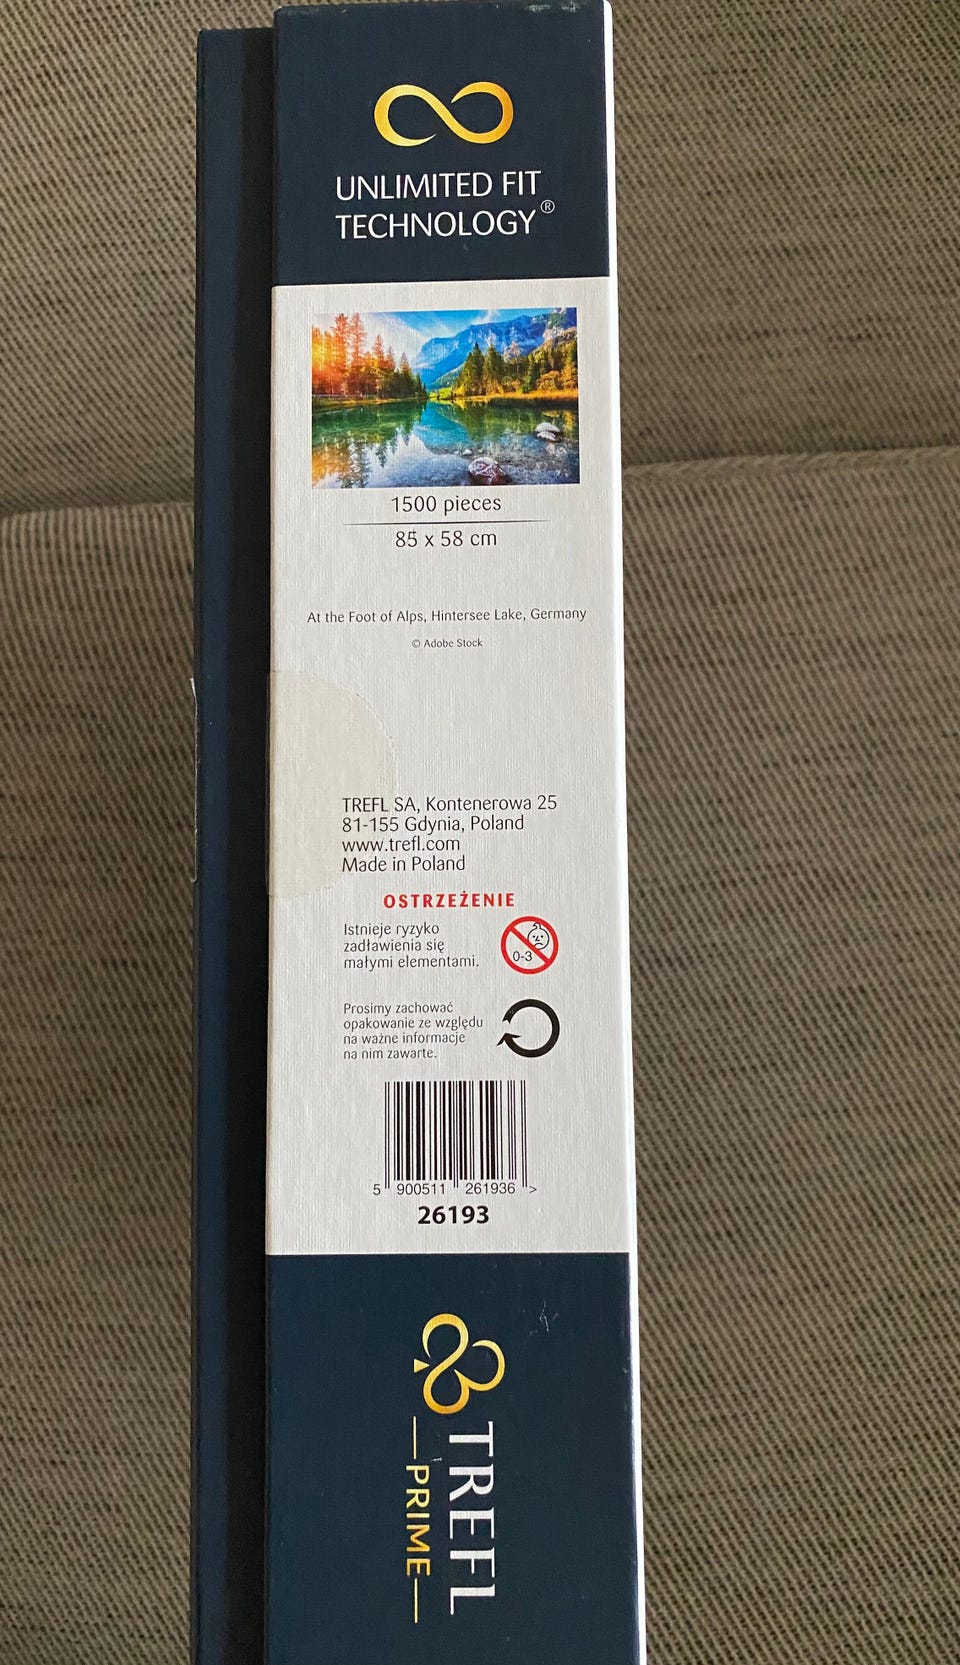 UNLIMITED FIT
TECHNOLOGY®
1500 pieces
85 x 58 cm
At the Foot of Alps, Hintersee Lake, Germany
© Adobe Stock
TREFL SA, Kontenerowa 25
81-155 Gdynia, Poland
www.trefl.com
Made in Poland
OSTRZEŻENIE
Istnieje ryzyko
zadławienia się
małymi elementami.
0-3
Prosimy zachować
opakowanie ze względu
na ważne informacje
na nim zawarte.
5 900511 261936 >
26193
TREFL
PRIME